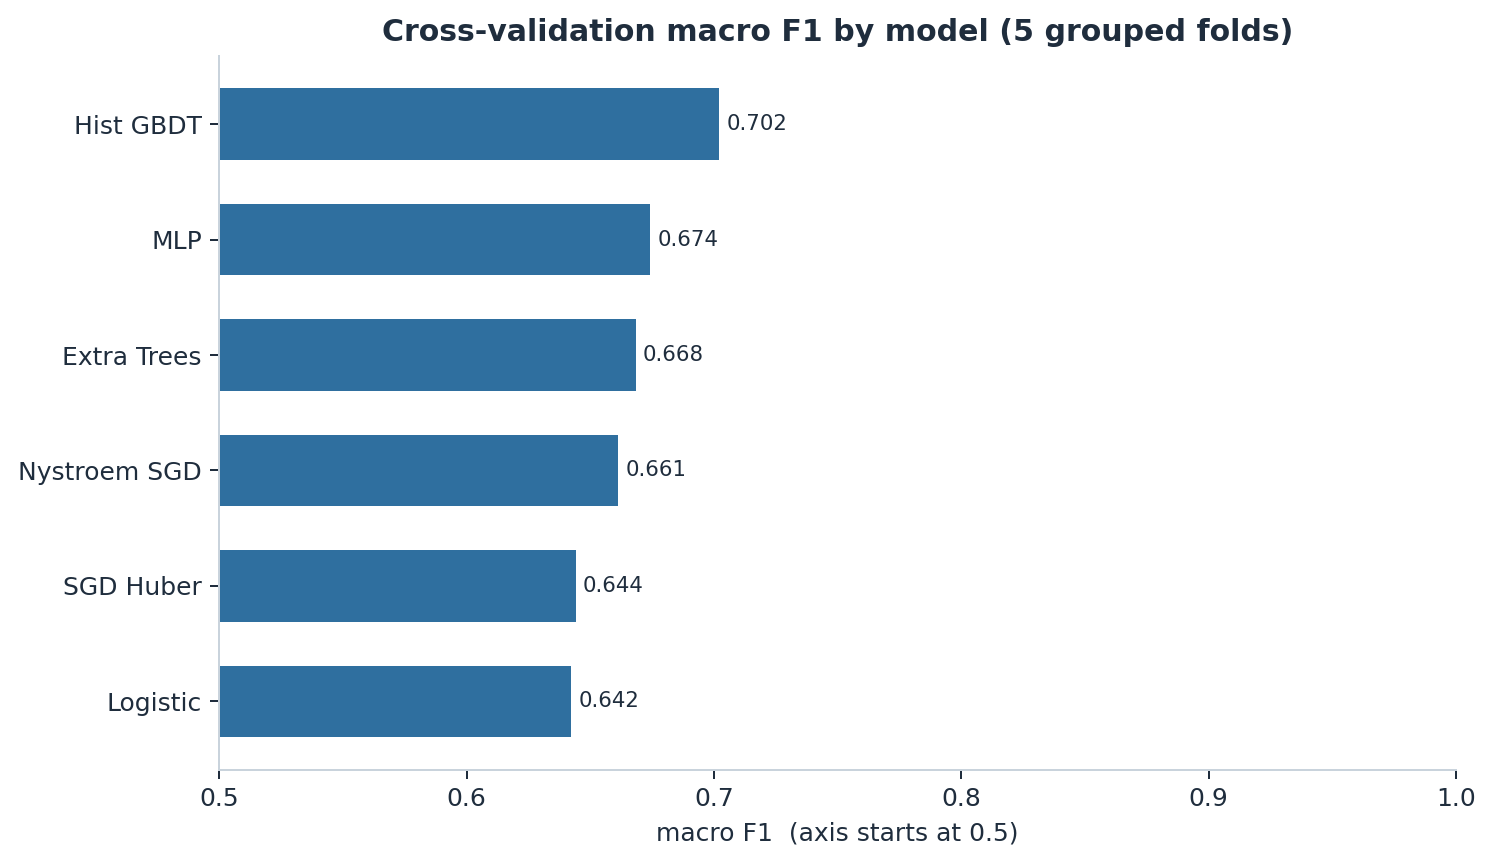 Cross-validation macro F1 by model (5 grouped folds)
Hist GBDT 0.702
MLP 0.674
Extra Trees 0.668
Nystroem SGD 0.661
SGD Huber 0.644
Logistic 0.642
0.5 0.6 0.7 0.8 0.9 1.0
macro F1 (axis starts at 0.5)